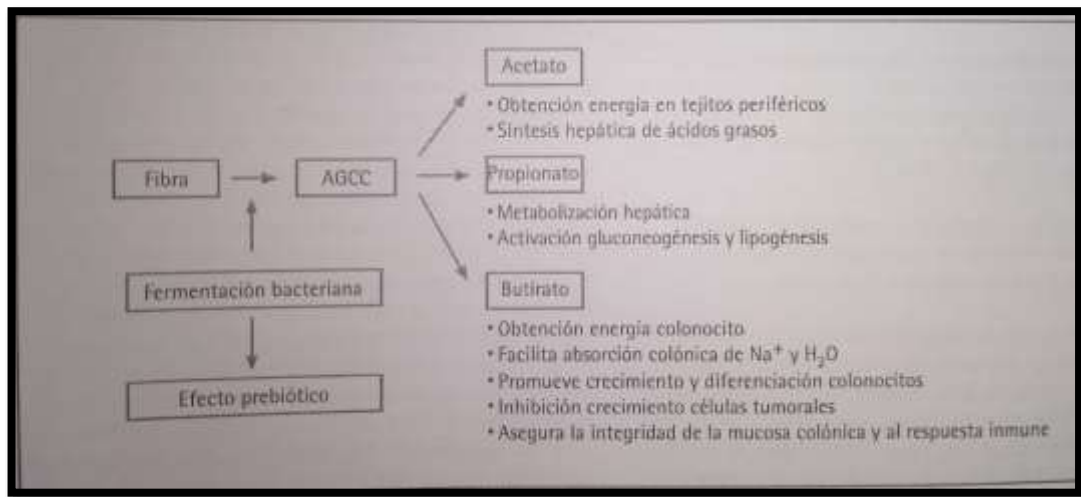 Acetato
• Obtención energía en tejitos periféricos
• Síntesis hepática de ácidos grasos
Fibra
AGCC
Propionato
• Metabolización hepática
• Activación gluconeogénesis y lipogénesis
Fermentación bacteriana
Butirato
• Obtención energía colonocito
• Facilita absorción colónica de Na⁺ y H₂O
• Promueve crecimiento y diferenciación colonocitos
• Inhibición crecimiento células tumorales
• Asegura la integridad de la mucosa colónica y al respuesta inmune
Efecto prebiótico